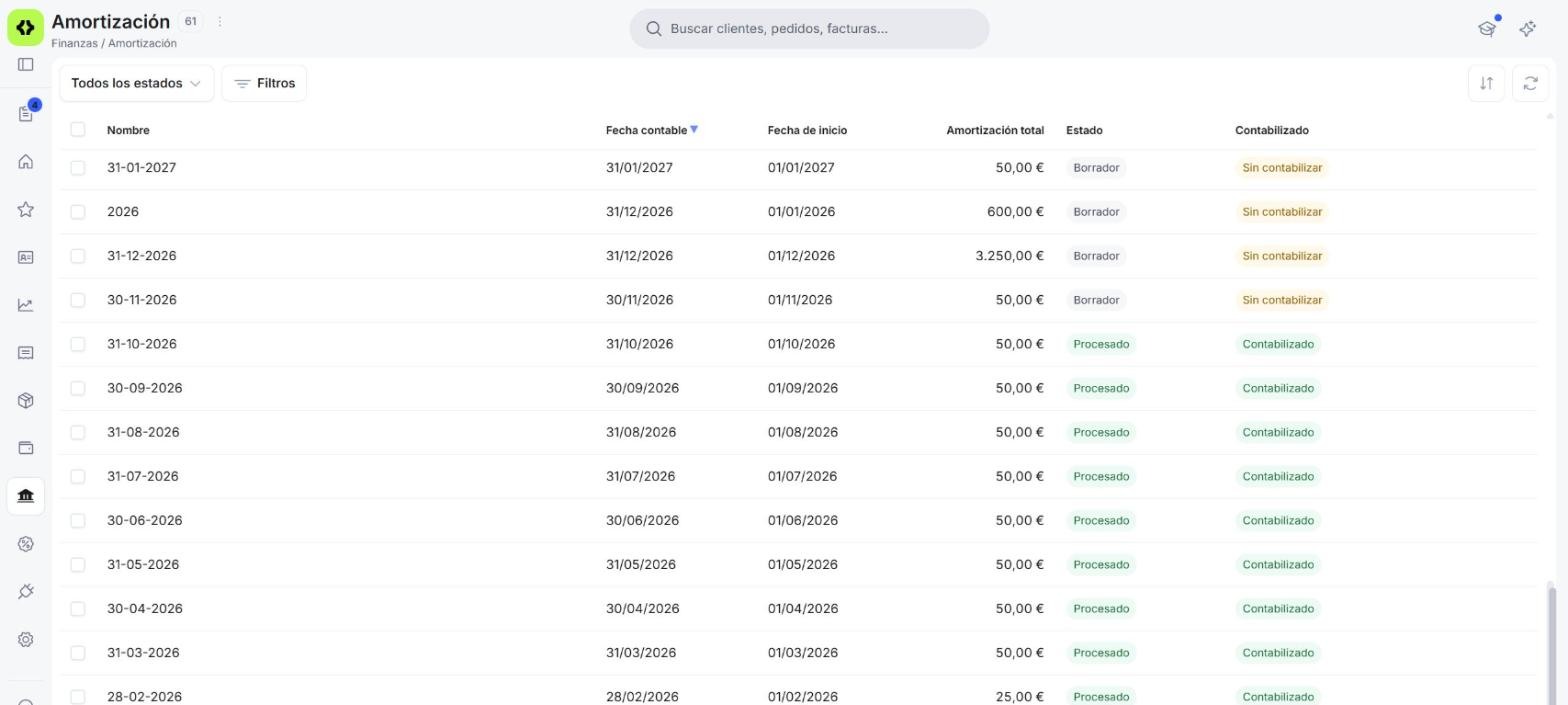 Amortización 61
Finanzas / Amortización
Buscar clientes, pedidos, facturas...
4
Todos los estados Filtros
Nombre Fecha contable Fecha de inicio Amortización total Estado Contabilizado
31-01-2027 31/01/2027 01/01/2027 50,00 € Borrador Sin contabilizar
2026 31/12/2026 01/01/2026 600,00 € Borrador Sin contabilizar
31-12-2026 31/12/2026 01/12/2026 3.250,00 € Borrador Sin contabilizar
30-11-2026 30/11/2026 01/11/2026 50,00 € Borrador Sin contabilizar
31-10-2026 31/10/2026 01/10/2026 50,00 € Procesado Contabilizado
30-09-2026 30/09/2026 01/09/2026 50,00 € Procesado Contabilizado
31-08-2026 31/08/2026 01/08/2026 50,00 € Procesado Contabilizado
31-07-2026 31/07/2026 01/07/2026 50,00 € Procesado Contabilizado
30-06-2026 30/06/2026 01/06/2026 50,00 € Procesado Contabilizado
31-05-2026 31/05/2026 01/05/2026 50,00 € Procesado Contabilizado
30-04-2026 30/04/2026 01/04/2026 50,00 € Procesado Contabilizado
31-03-2026 31/03/2026 01/03/2026 50,00 € Procesado Contabilizado
28-02-2026 28/02/2026 01/02/2026 25,00 € Procesado Contabilizado